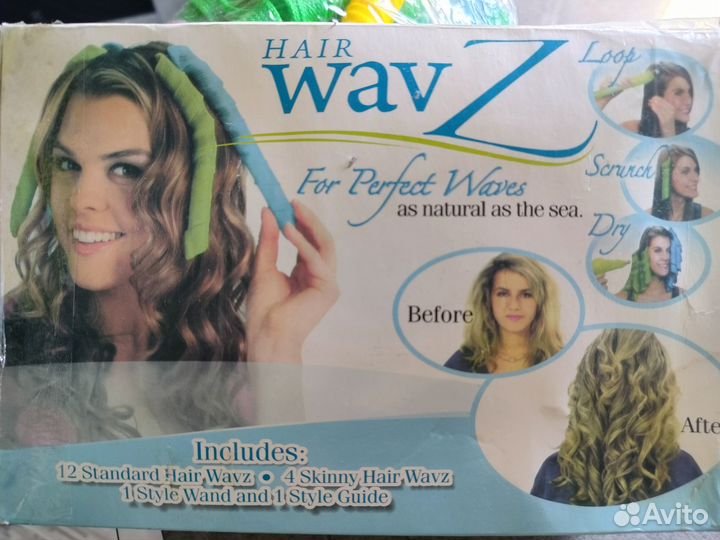 HAIR
wavZ
For Perfect Waves
as natural as the sea.
Loop
Scrunch
Dry
Before
Afte
Includes:
12 Standard Hair Wavz • 4 Skinny Hair Wavz
1 Style Wand and 1 Style Guide
Avito